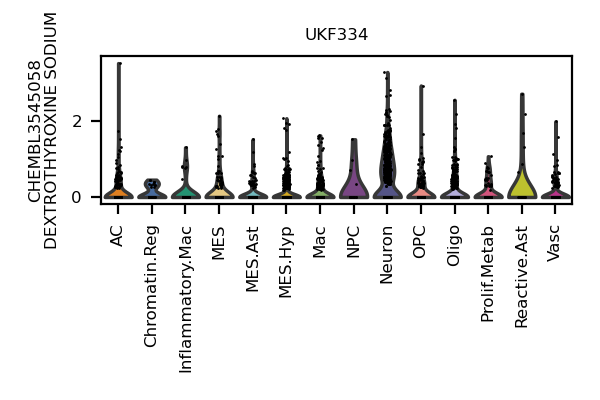 UKF334
CHEMBL3545058
DEXTROTHYROXINE SODIUM
2
0
AC
Chromatin.Reg
Inflammatory.Mac
MES
MES.Ast
MES.Hyp
Mac
NPC
Neuron
OPC
Oligo
Prolif.Metab
Reactive.Ast
Vasc